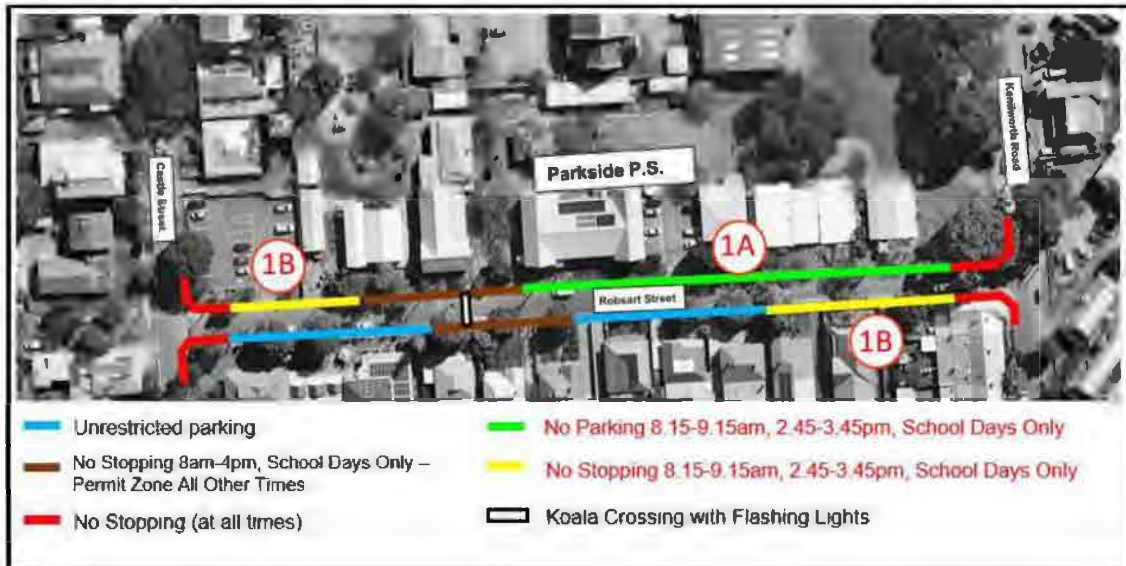 Kenilworth Road
Castle Street
Parkside P.S.
1B
1A
Robsart Street
1B
Unrestricted parking
No Stopping 8am-4pm, School Days Only –
Permit Zone All Other Times
No Stopping (at all times)
No Parking 8.15-9.15am, 2.45-3.45pm, School Days Only
No Stopping 8.15-9.15am, 2.45-3.45pm, School Days Only
Koala Crossing with Flashing Lights